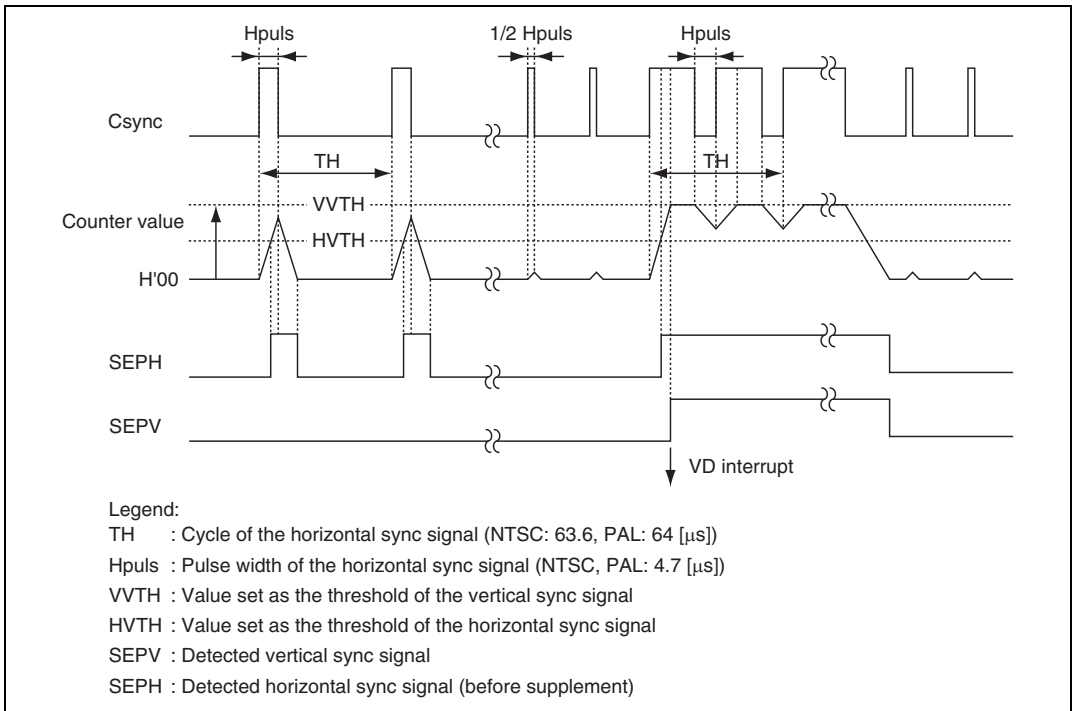 Hpuls 1/2 Hpuls Hpuls
Csync
TH TH
VVTH
Counter value
HVTH
H'00
SEPH
SEPV
VD interrupt
Legend:
TH : Cycle of the horizontal sync signal (NTSC: 63.6, PAL: 64 [μs])
Hpuls : Pulse width of the horizontal sync signal (NTSC, PAL: 4.7 [μs])
VVTH : Value set as the threshold of the vertical sync signal
HVTH : Value set as the threshold of the horizontal sync signal
SEPV : Detected vertical sync signal
SEPH : Detected horizontal sync signal (before supplement)